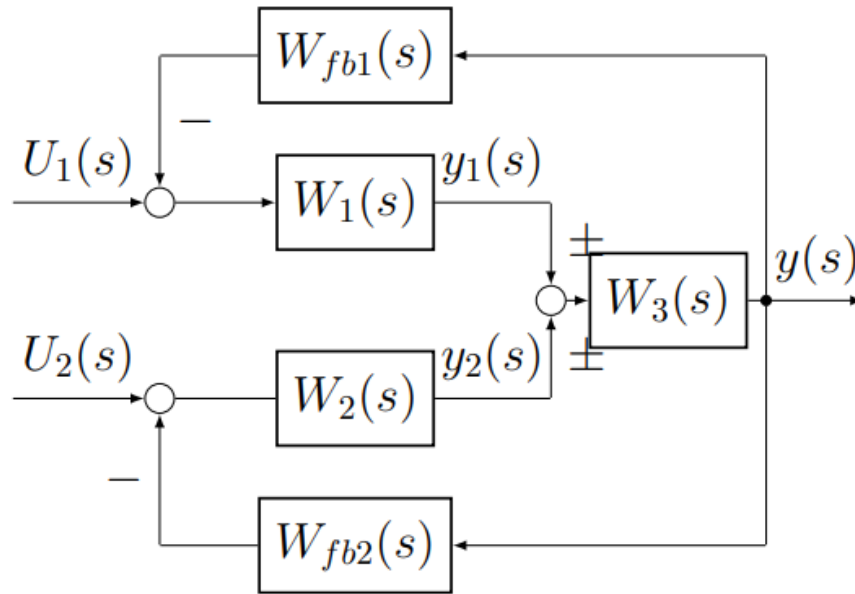 W_{fb1}(s)
−
U_1(s)
W_1(s)
y_1(s)
±
W_3(s)
y(s)
±
U_2(s)
W_2(s)
y_2(s)
−
W_{fb2}(s)